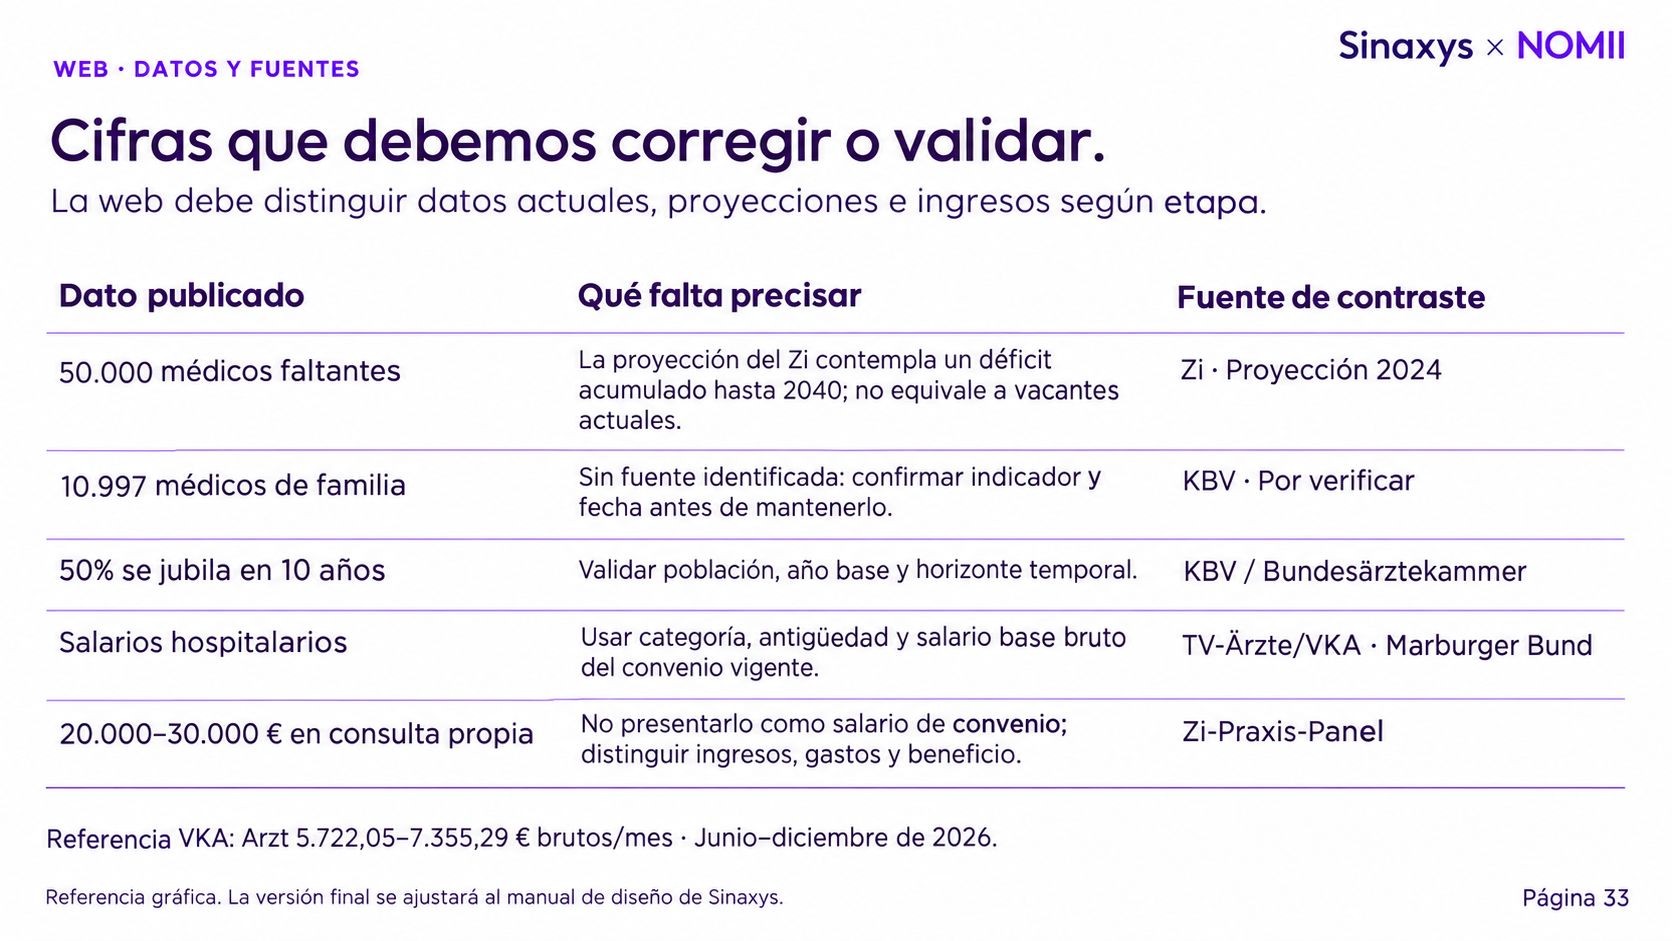 Sinaxys × NOMII
WEB · DATOS Y FUENTES
Cifras que debemos corregir o validar.
La web debe distinguir datos actuales, proyecciones e ingresos según etapa.
Dato publicado
Qué falta precisar
Fuente de contraste
50.000 médicos faltantes
La proyección del Zi contempla un déficit
acumulado hasta 2040; no equivale a vacantes
actuales.
Zi · Proyección 2024
10.997 médicos de familia
Sin fuente identificada: confirmar indicador y
fecha antes de mantenerlo.
KBV · Por verificar
50% se jubila en 10 años
Validar población, año base y horizonte temporal.
KBV / Bundesärztekammer
Salarios hospitalarios
Usar categoría, antigüedad y salario base bruto
del convenio vigente.
TV-Ärzte/VKA · Marburger Bund
20.000–30.000 € en consulta propia
No presentarlo como salario de convenio;
distinguir ingresos, gastos y beneficio.
Zi-Praxis-Panel
Referencia VKA: Arzt 5.722,05–7.355,29 € brutos/mes · Junio–diciembre de 2026.
Referencia gráfica. La versión final se ajustará al manual de diseño de Sinaxys.
Página 33